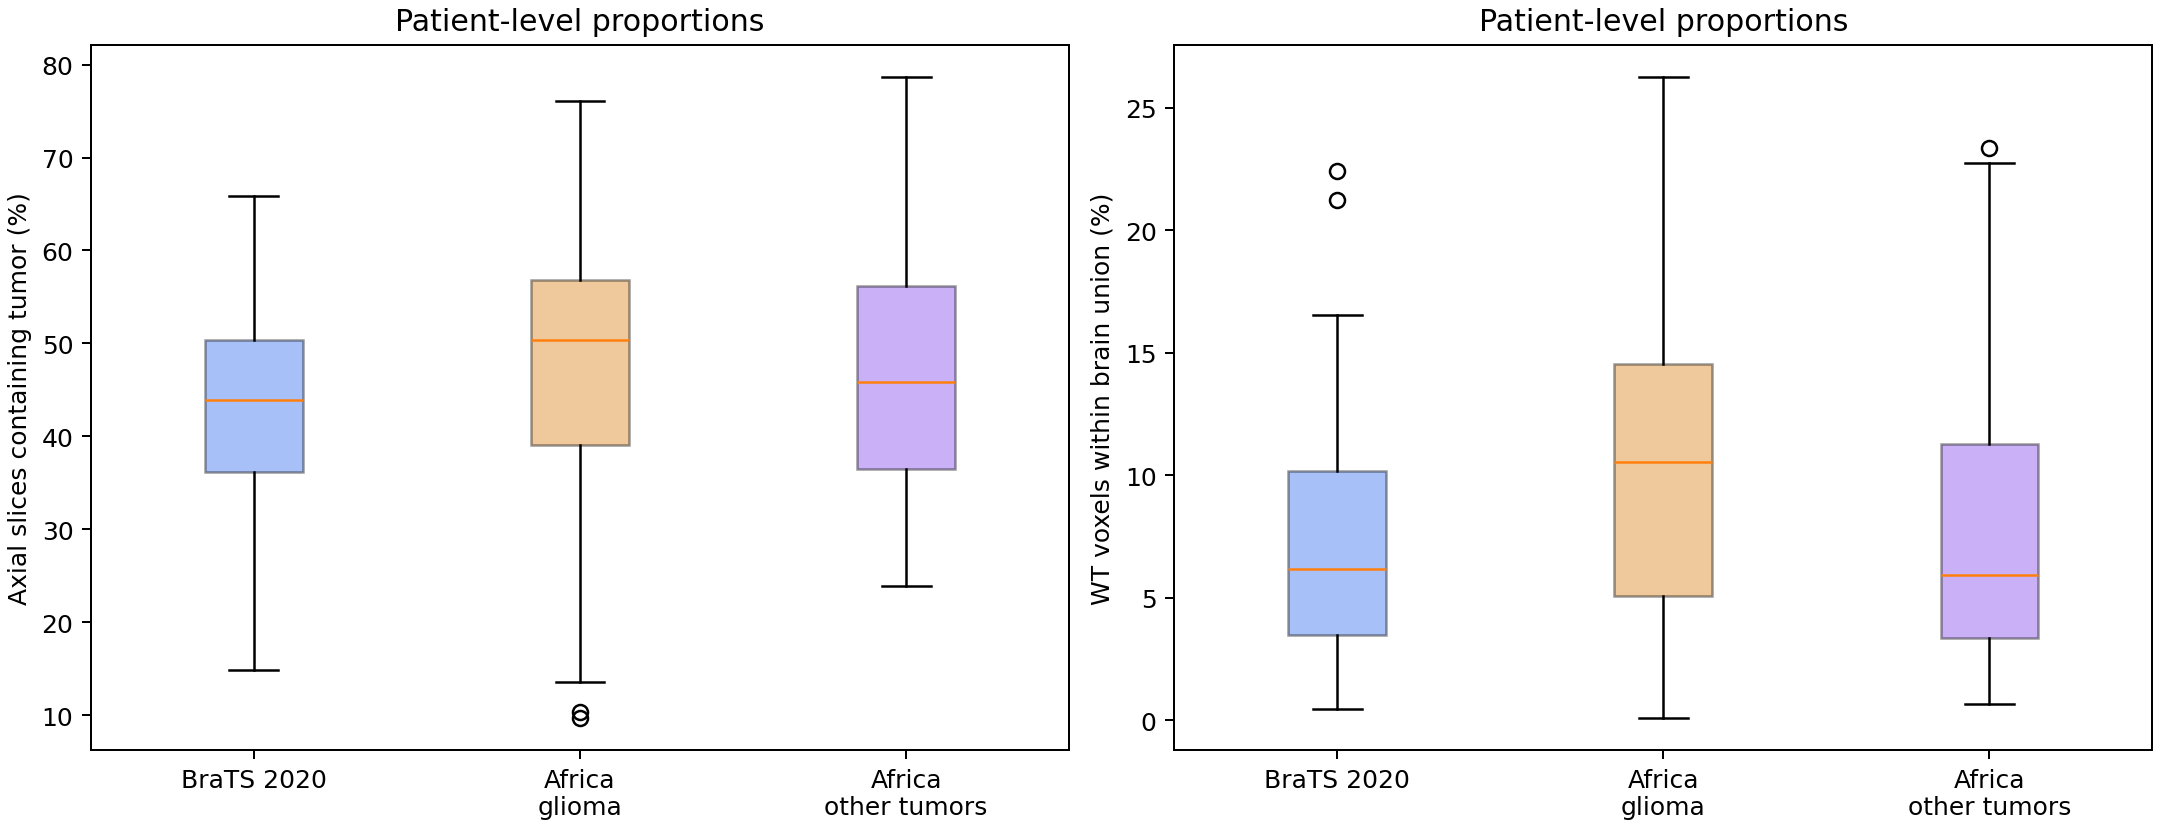 Patient-level proportions
Axial slices containing tumor (%)
80
70
60
50
40
30
20
10
BraTS 2020
Africa
glioma
Africa
other tumors
Patient-level proportions
WT voxels within brain union (%)
25
20
15
10
5
0
BraTS 2020
Africa
glioma
Africa
other tumors